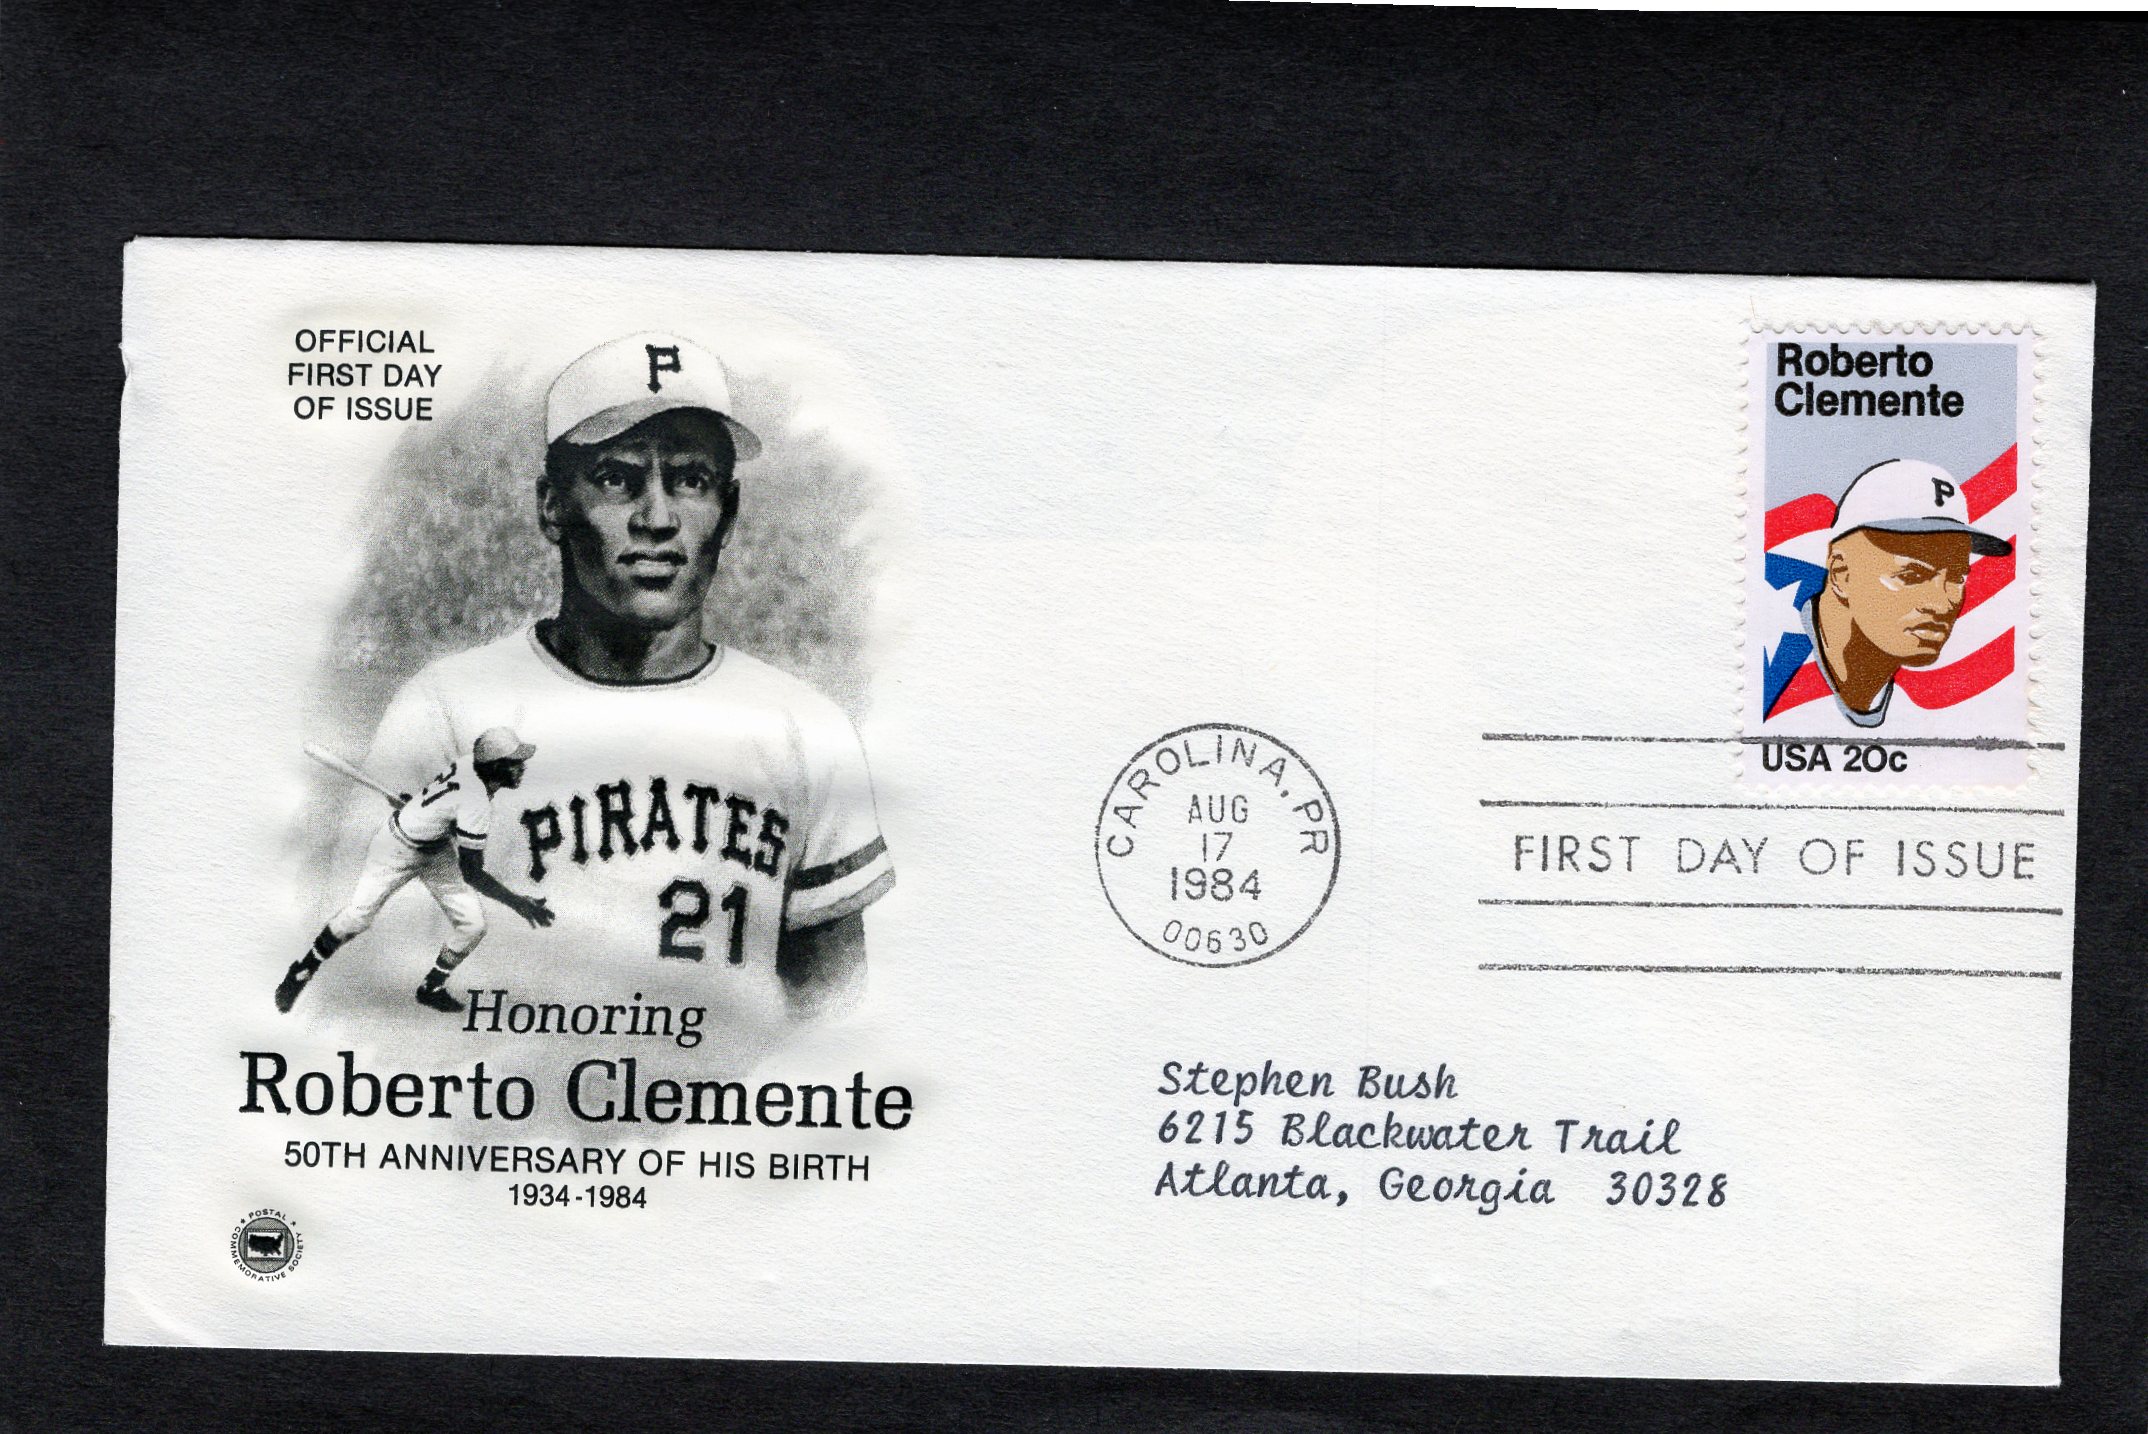 OFFICIAL
FIRST DAY
OF ISSUE
P
PIRATES
21
Honoring
Roberto Clemente
50TH ANNIVERSARY OF HIS BIRTH
1934-1984
★ POSTAL ★
COMMEMORATIVE SOCIETY
Roberto
Clemente
P
USA 20c
CAROLINA, PR
AUG
17
1984
00630
FIRST DAY OF ISSUE
Stephen Bush
6215 Blackwater Trail
Atlanta, Georgia 30328